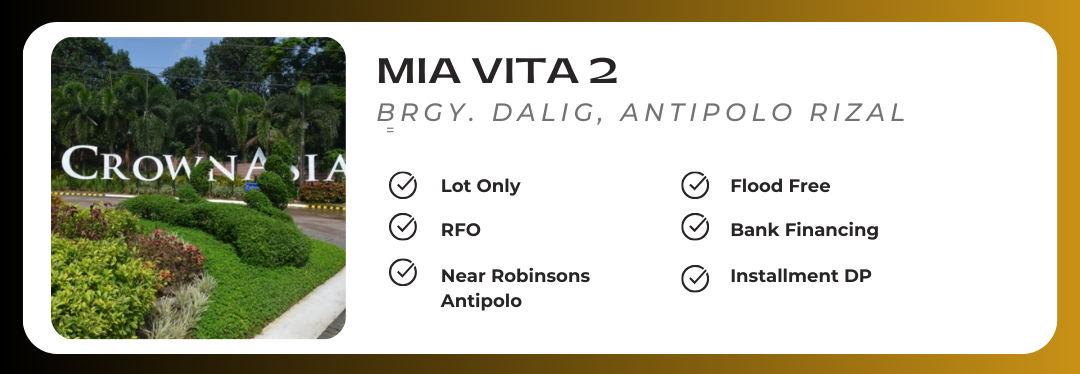 CROWNASIA
MIA VITA 2
BRGY. DALIG, ANTIPOLO RIZAL
=
Lot Only
RFO
Near Robinsons
Antipolo
Flood Free
Bank Financing
Installment DP